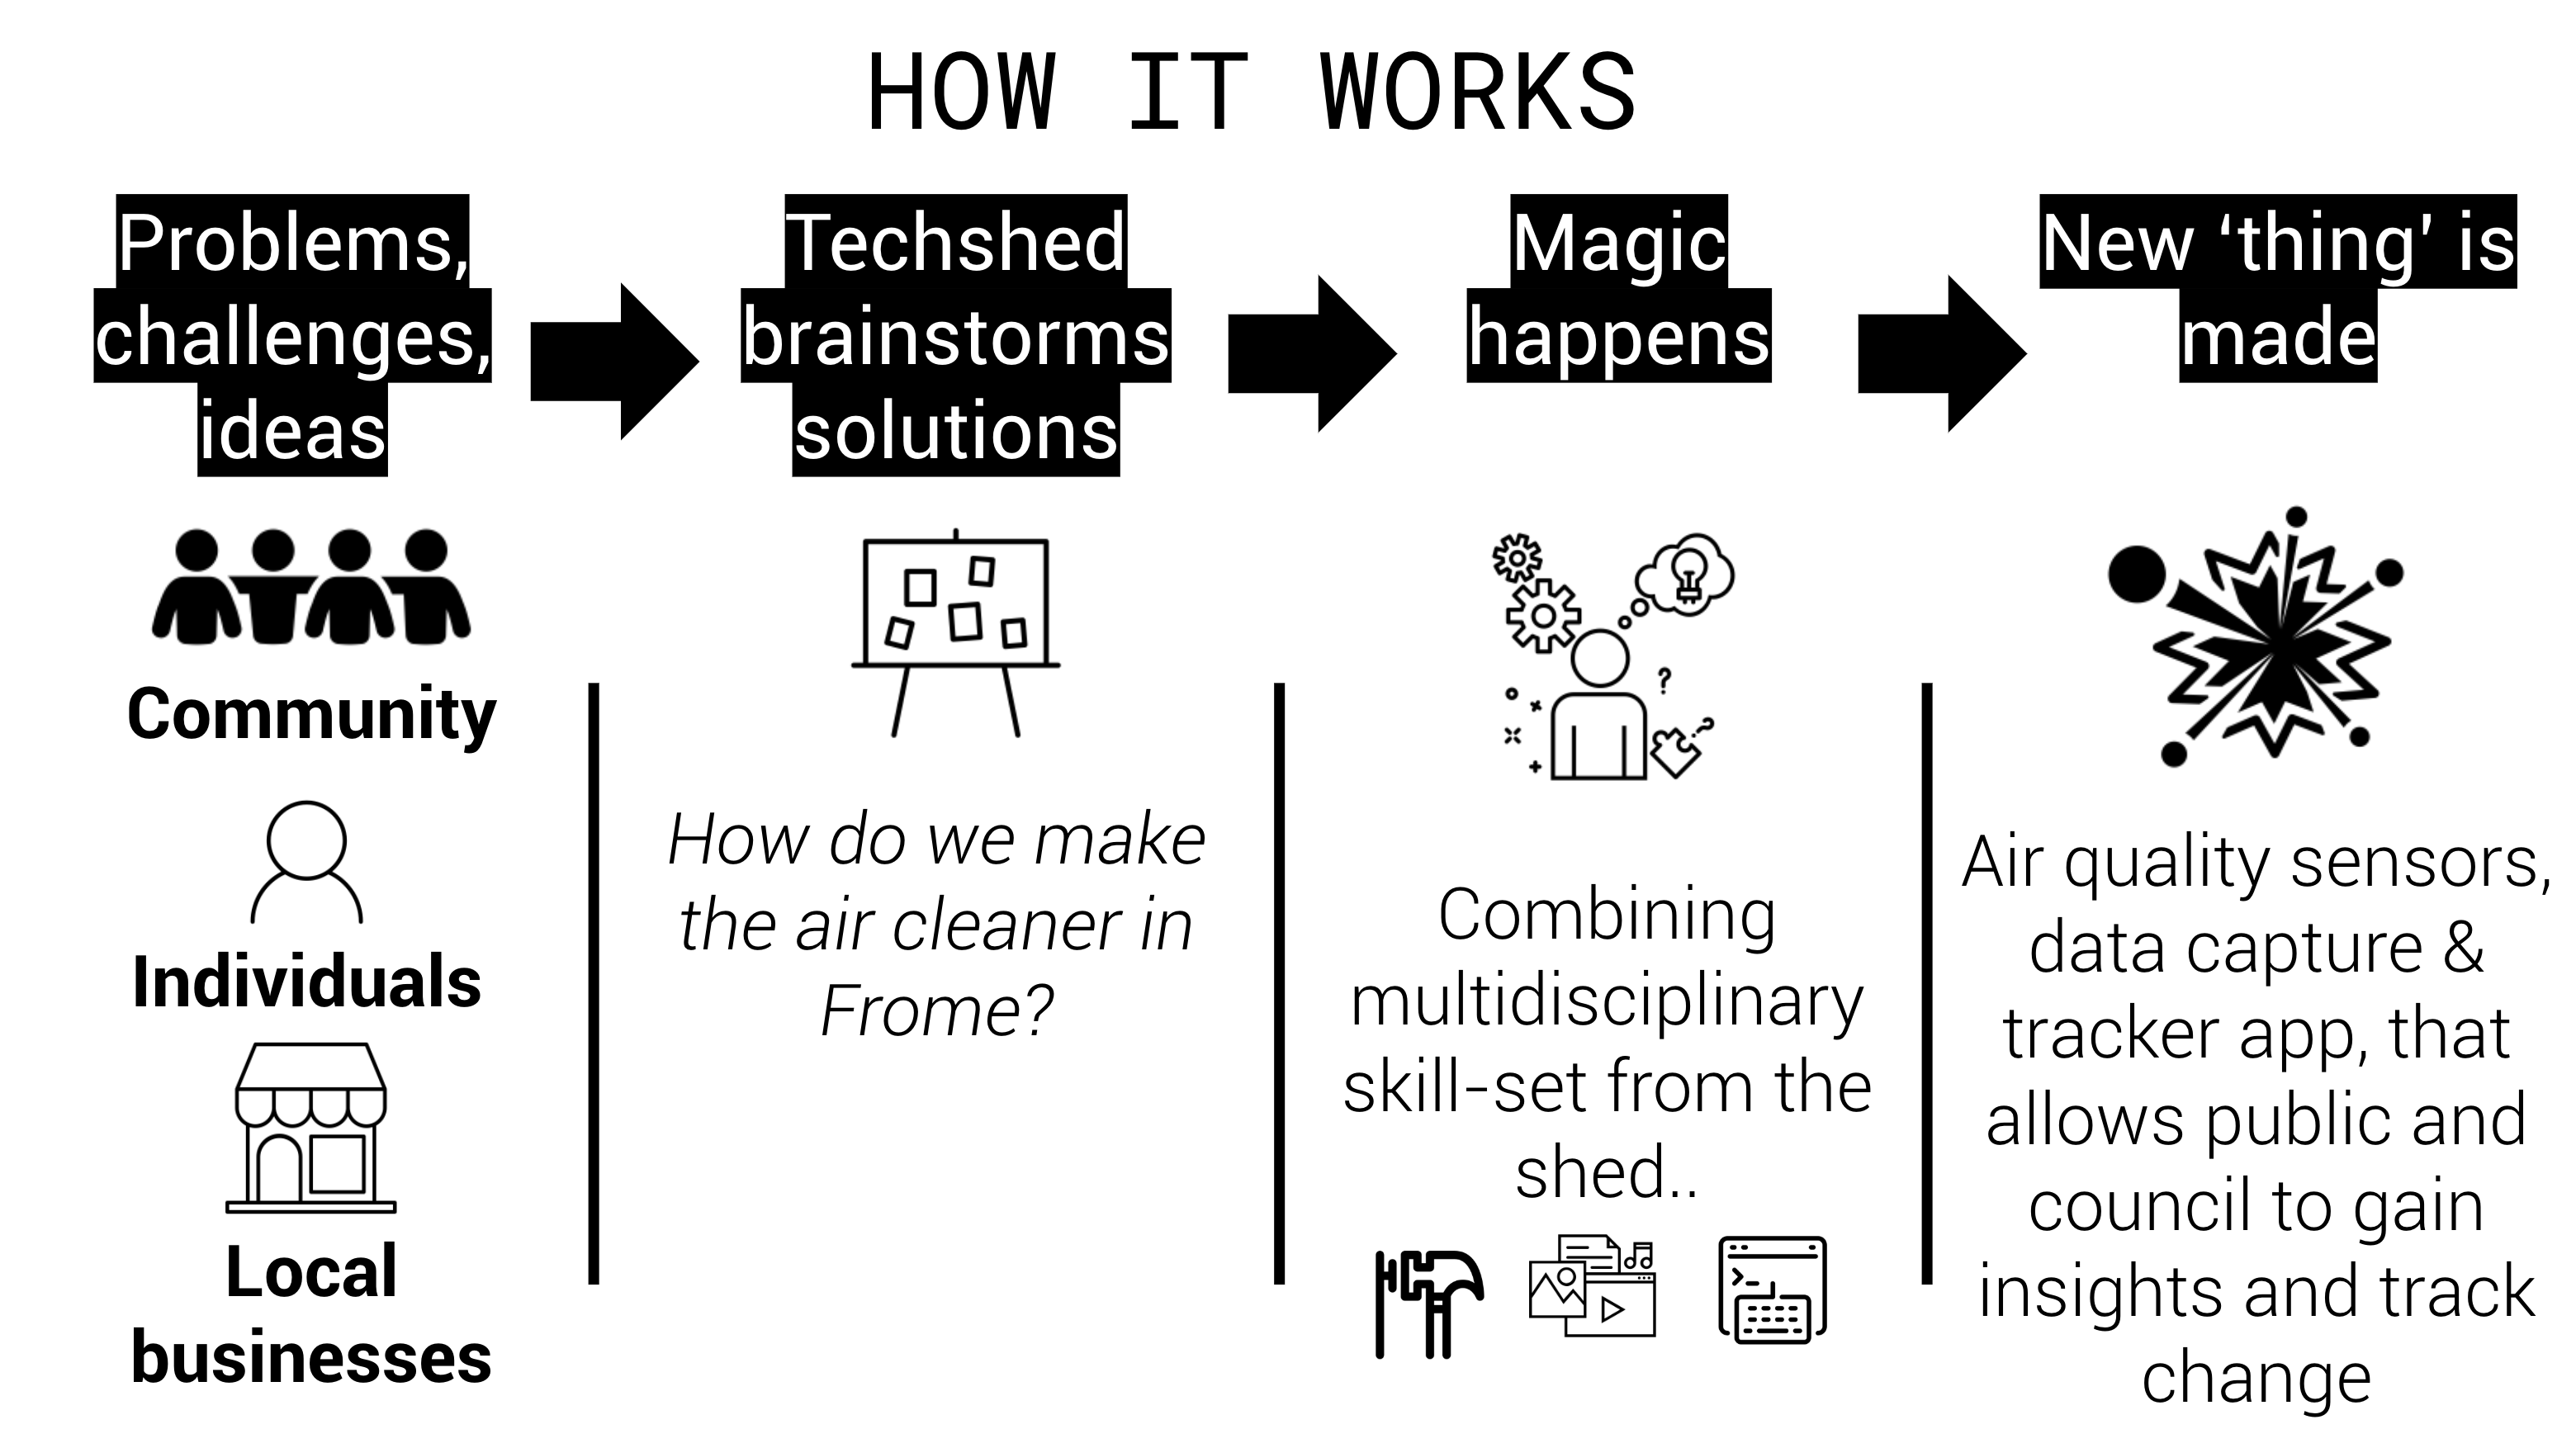 HOW IT WORKS
Problems,
challenges,
ideas
Techshed
brainstorms
solutions
Magic
happens
New ‘thing’ is
made
Community
Individuals
Local
businesses
How do we make
the air cleaner in
Frome?
Combining
multidisciplinary
skill-set from the
shed..
Air quality sensors,
data capture &
tracker app, that
allows public and
council to gain
insights and track
change